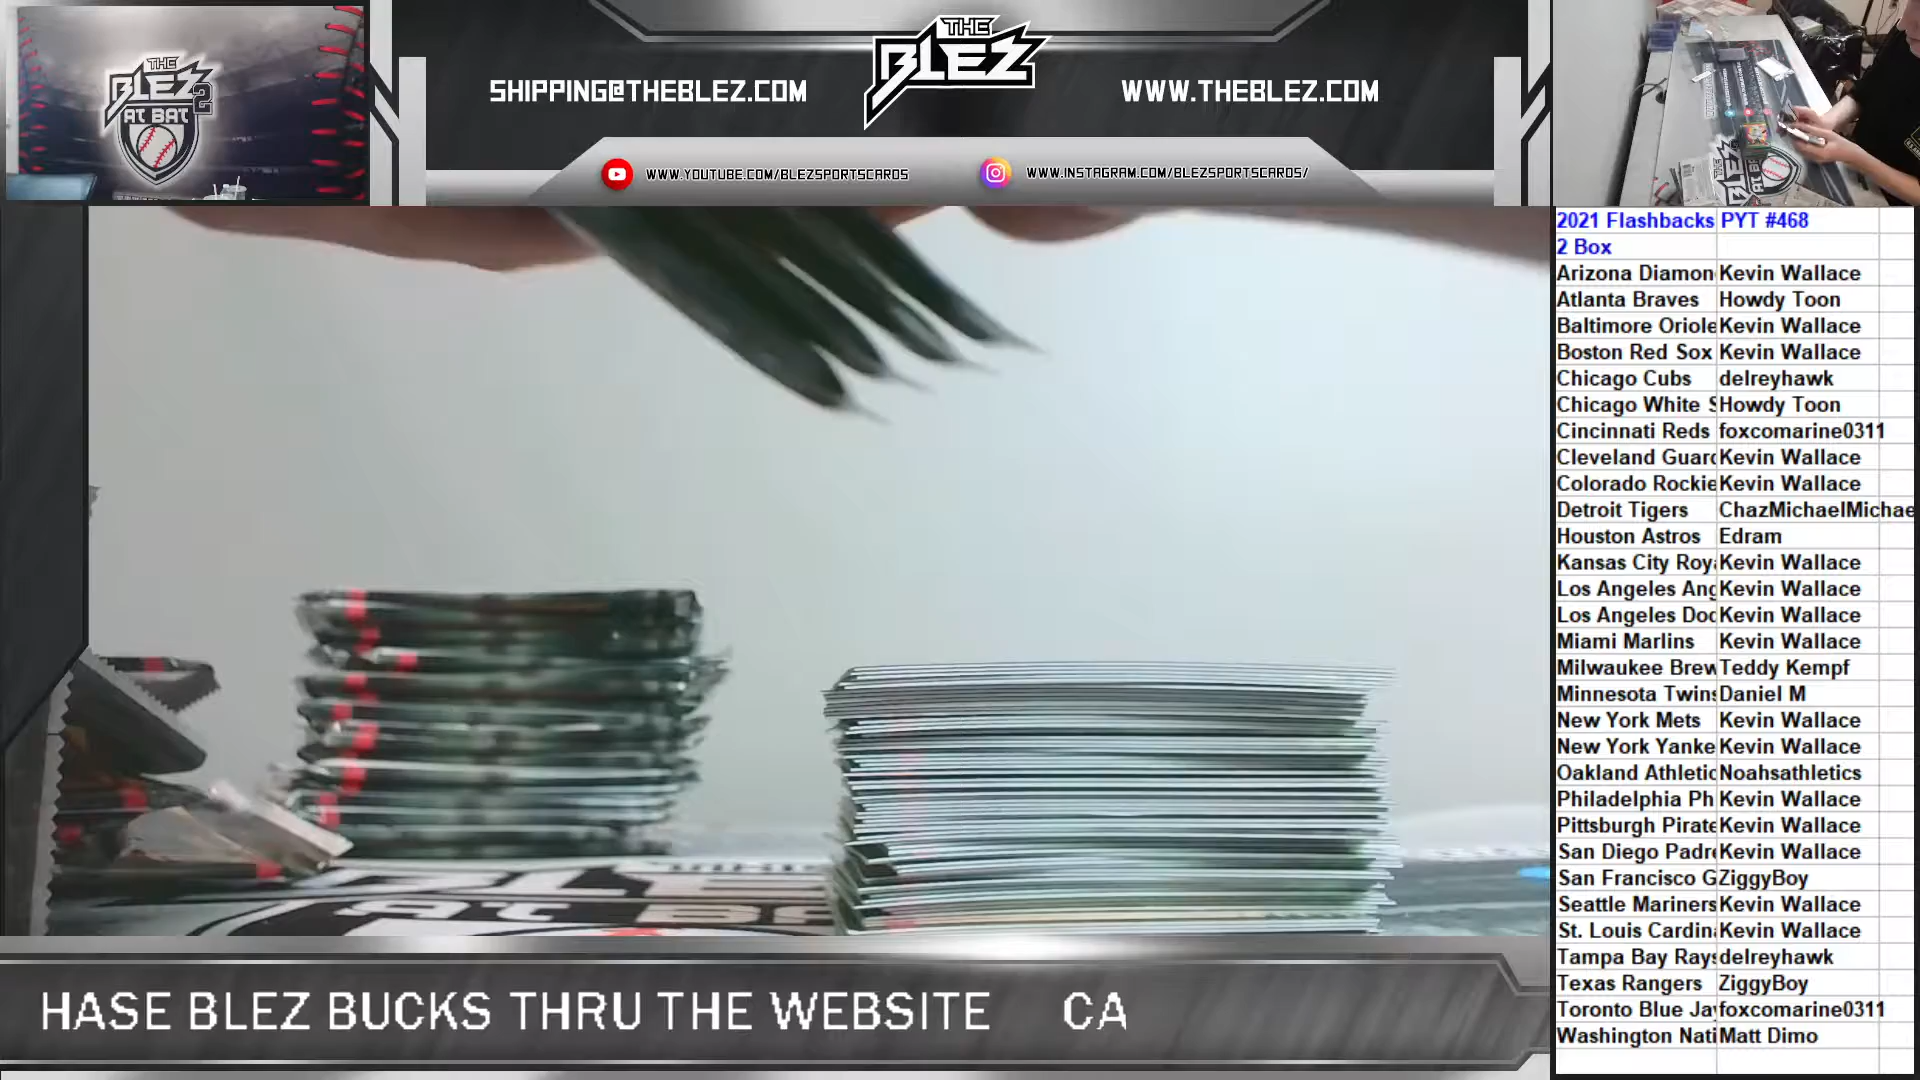 THE
BLEZ 2
AT BAT
SHIPPING@THEBLEZ.COM
THE
BLEZ
WWW.THEBLEZ.COM
WWW.YOUTUBE.COM/BLEZSPORTSCARDS
WWW.INSTAGRAM.COM/BLEZSPORTSCARDS/
2021 Flashbacks PYT #468
2 Box
Arizona Diamon Kevin Wallace
Atlanta Braves Howdy Toon
Baltimore Oriole Kevin Wallace
Boston Red Sox Kevin Wallace
Chicago Cubs delreyhawk
Chicago White S Howdy Toon
Cincinnati Reds foxcomarine0311
Cleveland Guard Kevin Wallace
Colorado Rockie Kevin Wallace
Detroit Tigers ChazMichaelMichae
Houston Astros Edram
Kansas City Roya Kevin Wallace
Los Angeles Ang Kevin Wallace
Los Angeles Dod Kevin Wallace
Miami Marlins Kevin Wallace
Milwaukee Brew Teddy Kempf
Minnesota Twins Daniel M
New York Mets Kevin Wallace
New York Yanke Kevin Wallace
Oakland Athletic Noahsathletics
Philadelphia Ph Kevin Wallace
Pittsburgh Pirate Kevin Wallace
San Diego Padre Kevin Wallace
San Francisco G ZiggyBoy
Seattle Mariners Kevin Wallace
St. Louis Cardina Kevin Wallace
Tampa Bay Rays delreyhawk
Texas Rangers ZiggyBoy
Toronto Blue Jay foxcomarine0311
Washington Nati Matt Dimo
HASE BLEZ BUCKS THRU THE WEBSITE CA